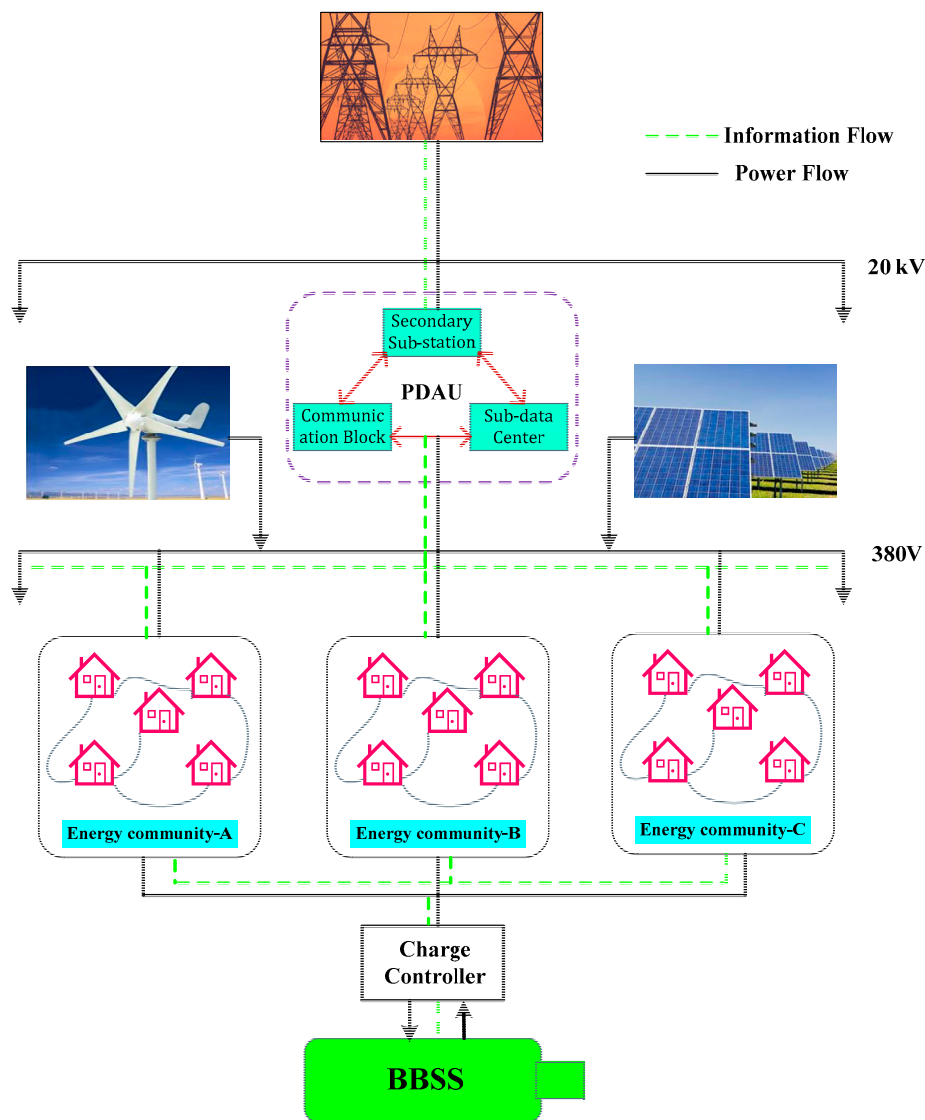 Information Flow
Power Flow
20 kV
Secondary
Sub-station
PDAU
Communic
ation Block
Sub-data
Center
380V
Energy community-A
Energy community-B
Energy community-C
Charge
Controller
BBSS